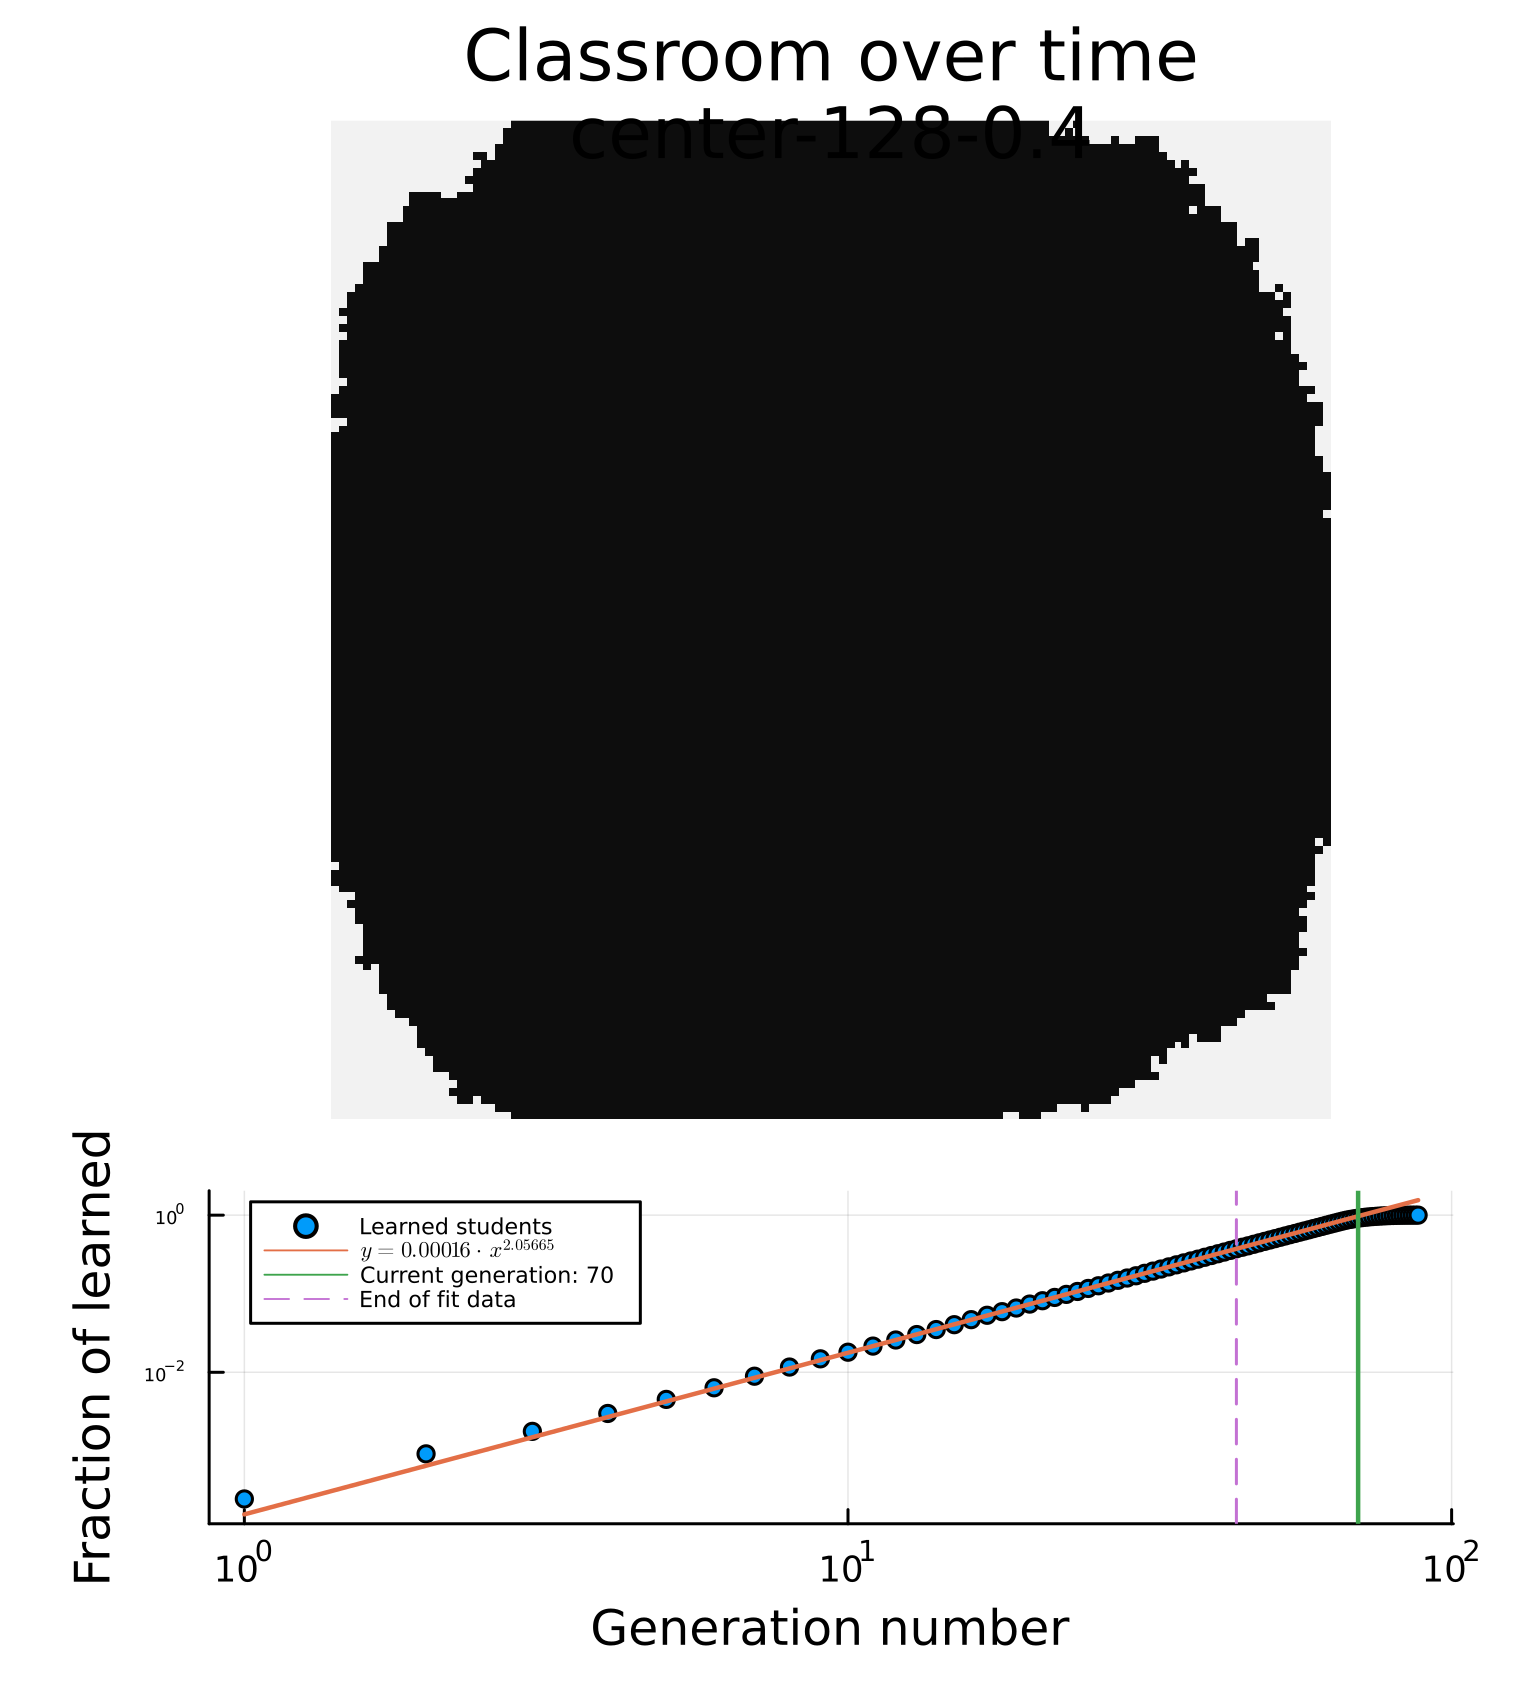 Classroom over time
center-128-0.4
Fraction of learned
10⁰
10⁻²
Learned students
y = 0.00016 · x^2.05665
Current generation: 70
End of fit data
10⁰ 10¹ 10²
Generation number